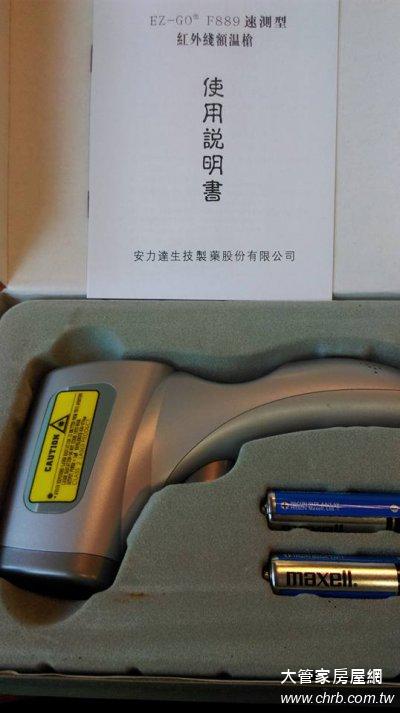 EZ-GO® F889 速測型
紅外綫額溫槍
使用説明書
安力達生技製藥股份有限公司
CAUTION
maxell.
大管家房屋網
www.chrb.com.tw